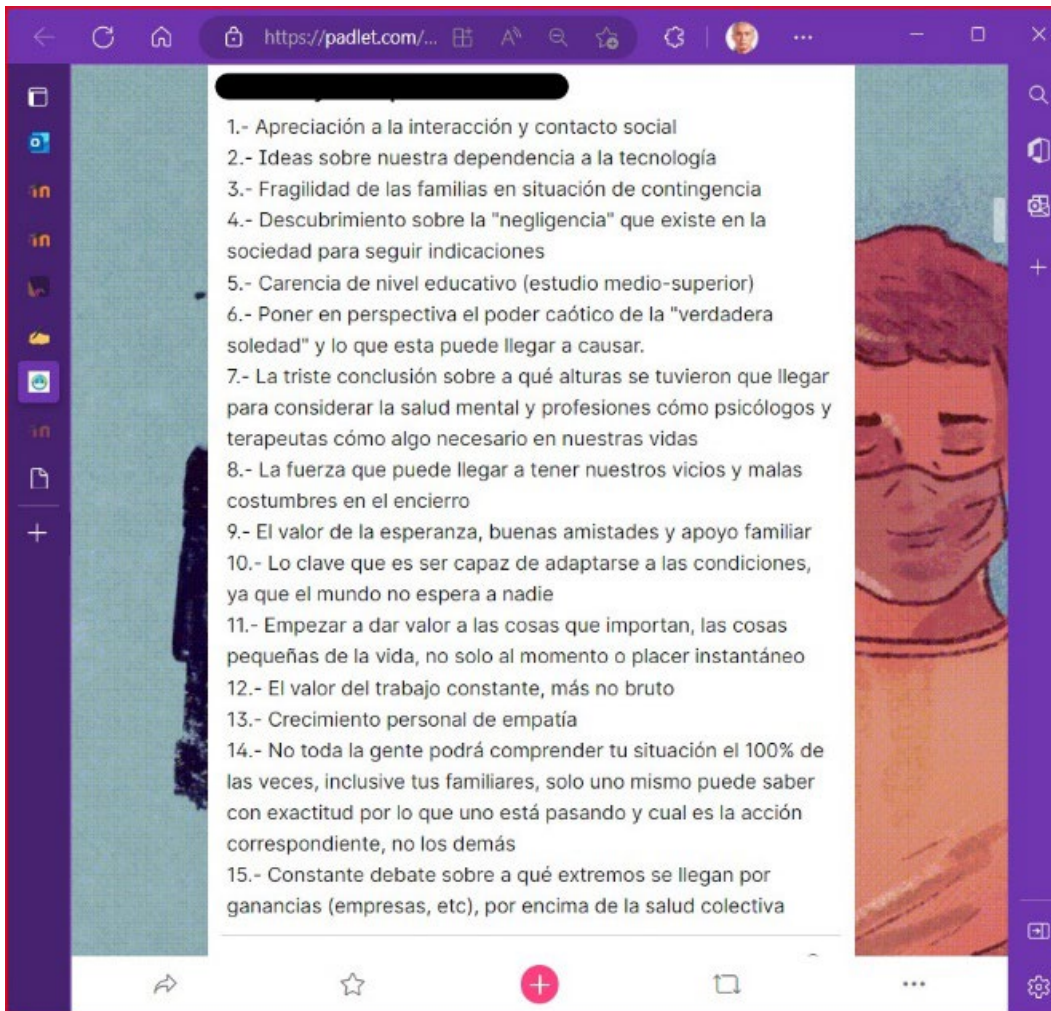 https://padlet.com/...
1.- Apreciación a la interacción y contacto social
2.- Ideas sobre nuestra dependencia a la tecnología
3.- Fragilidad de las familias en situación de contingencia
4.- Descubrimiento sobre la "negligencia" que existe en la
sociedad para seguir indicaciones
5.- Carencia de nivel educativo (estudio medio-superior)
6.- Poner en perspectiva el poder caótico de la "verdadera
soledad" y lo que esta puede llegar a causar.
7.- La triste conclusión sobre a qué alturas se tuvieron que llegar
para considerar la salud mental y profesiones cómo psicólogos y
terapeutas cómo algo necesario en nuestras vidas
8.- La fuerza que puede llegar a tener nuestros vicios y malas
costumbres en el encierro
9.- El valor de la esperanza, buenas amistades y apoyo familiar
10.- Lo clave que es ser capaz de adaptarse a las condiciones,
ya que el mundo no espera a nadie
11.- Empezar a dar valor a las cosas que importan, las cosas
pequeñas de la vida, no solo al momento o placer instantáneo
12.- El valor del trabajo constante, más no bruto
13.- Crecimiento personal de empatía
14.- No toda la gente podrá comprender tu situación el 100% de
las veces, inclusive tus familiares, solo uno mismo puede saber
con exactitud por lo que uno está pasando y cual es la acción
correspondiente, no los demás
15.- Constante debate sobre a qué extremos se llegan por
ganancias (empresas, etc), por encima de la salud colectiva